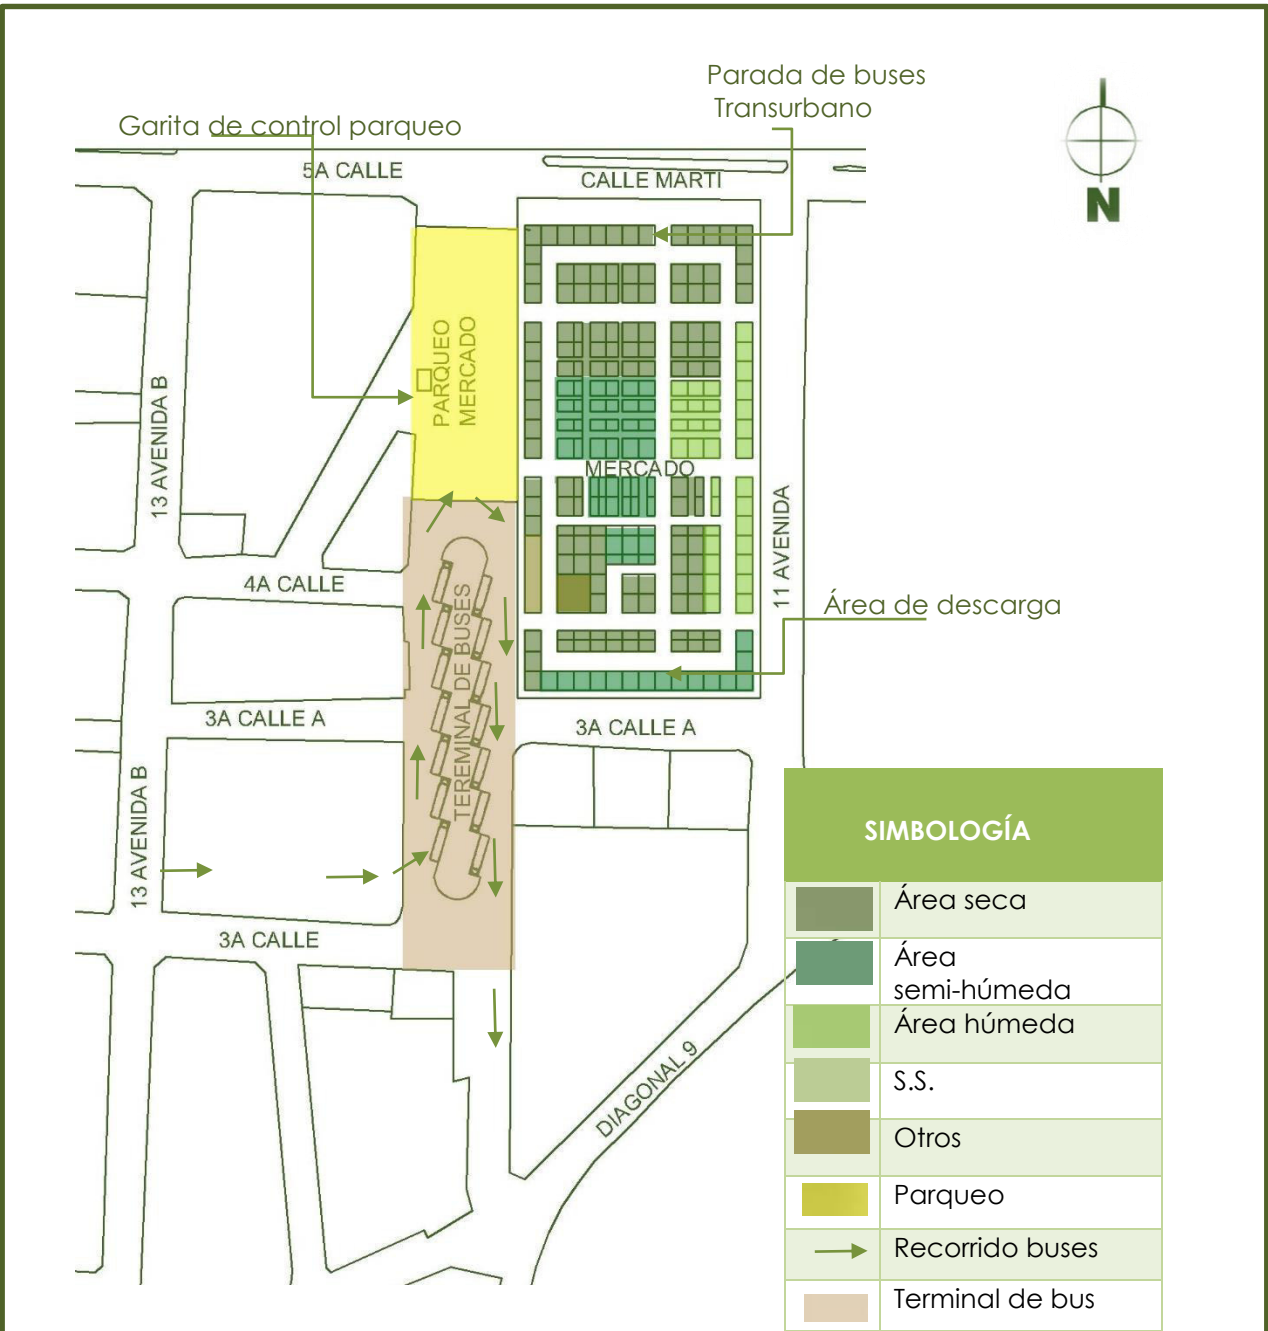 Parada de buses
Transurbano
Garita de control parqueo
5A CALLE
CALLE MARTI
N
PARQUEO
MERCADO
13 AVENIDA B
MERCADO
11 AVENIDA
4A CALLE
Área de descarga
TEREMINAL DE BUSES
3A CALLE A
3A CALLE A
13 AVENIDA B
3A CALLE
DIAGONAL 9
SIMBOLOGÍA
Área seca
Área
semi-húmeda
Área húmeda
S.S.
Otros
Parqueo
Recorrido buses
Terminal de bus